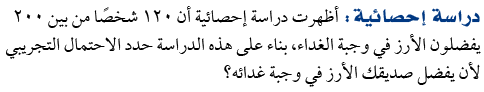 دراسة إحصائية: أظهرت دراسة إحصائية أن ١٢٠ شخصًا من بين ٢٠٠
يفضلون الأرز في وجبة الغداء، بناء على هذه الدراسة حدد الاحتمال التجريبي
لأن يفضل صديقك الأرز في وجبة غدائه؟